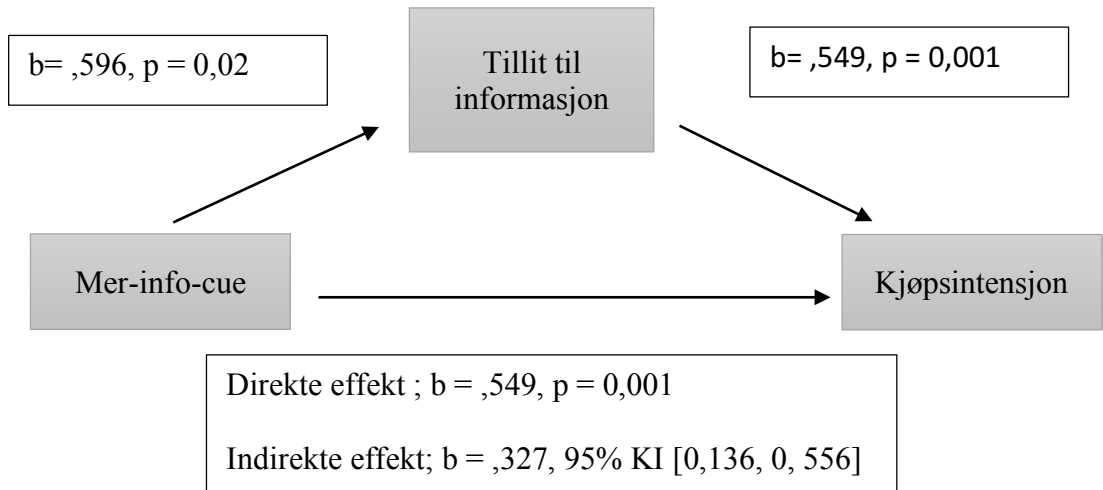 b= ,596, p = 0,02
Tillit til
informasjon
b= ,549, p = 0,001
Mer-info-cue
Kjøpsintensjon
Direkte effekt ; b = ,549, p = 0,001
Indirekte effekt; b = ,327, 95% KI [0,136, 0, 556]